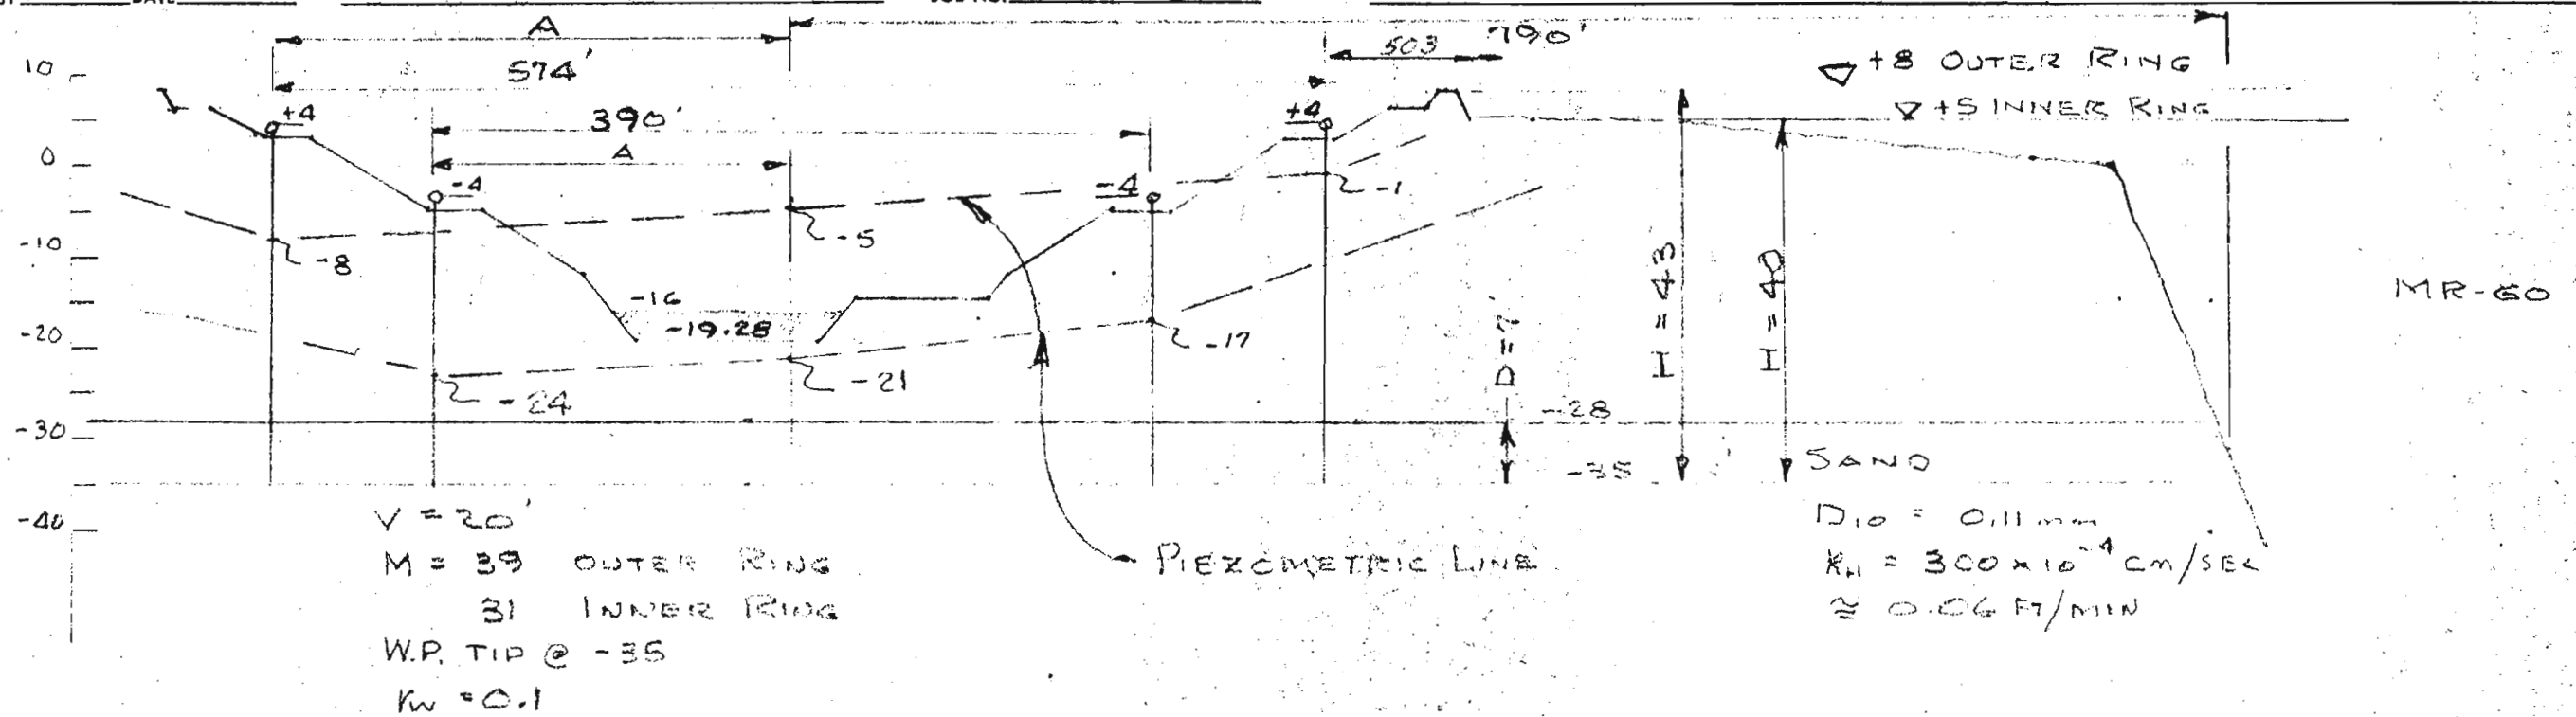 A
790'
503
574'
+8 OUTER RING
10
+5 INNER RING
+4
390'
+4
A
0
-4
-4
-1
-5
-10
-8
-16
-19.28
I = 43
I = 40
MR-60
-20
-17
D=7'
-21
-24
-28
-30
-35
SAND
-40
V = 20'
D10 = 0.11 mm
M = 39 OUTER RING
PIEZOMETRIC LINE
KH = 300 x 10-4 cm/SEC
31 INNER RING
≅ 0.06 FT/MIN
W.P. TIP @ -35
rw = 0.1